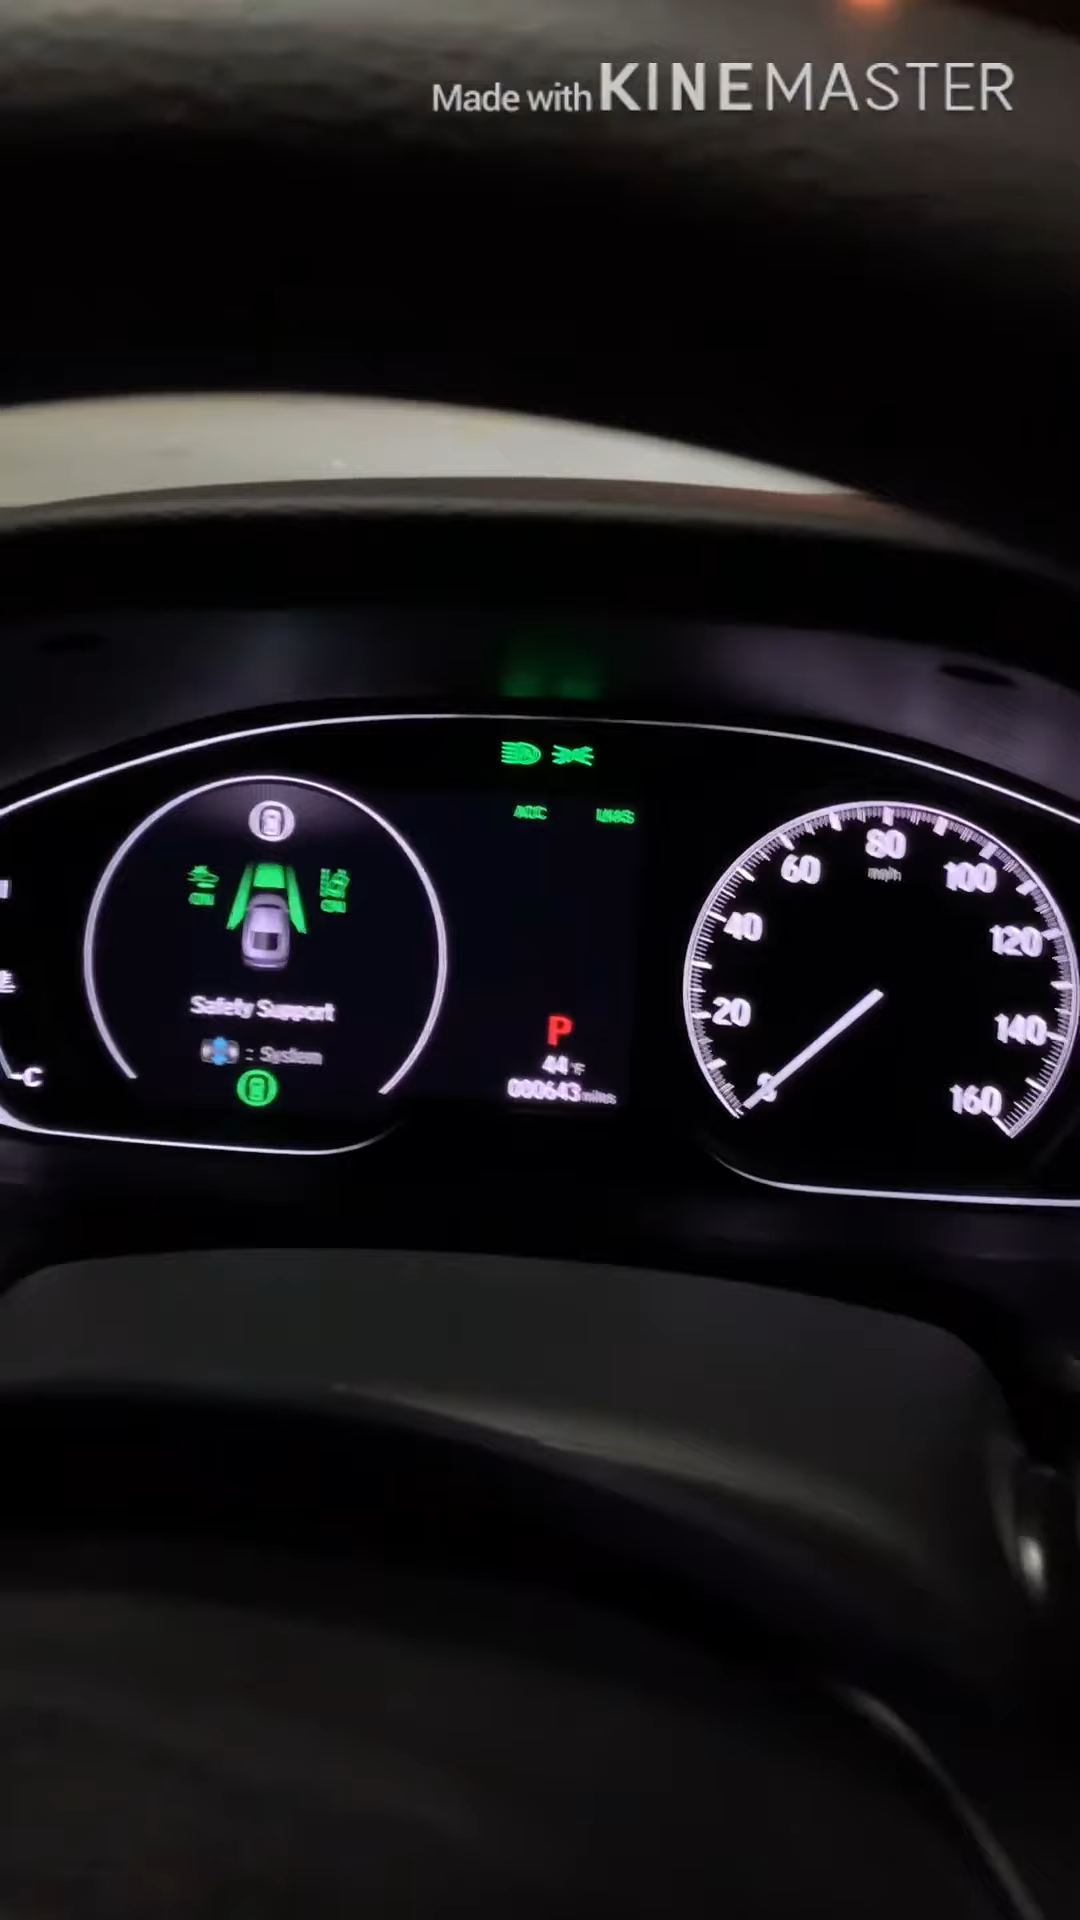 Made with KINEMASTER
ACC
LKAS
80
mph
60
100
40
120
20
140
160
Safety Support
: System
P
44°F
000643 miles
C